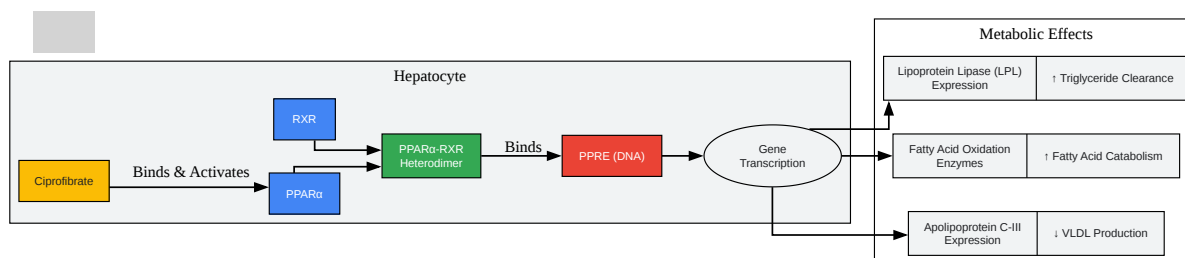 Metabolic Effects
Hepatocyte
Lipoprotein Lipase (LPL)
Expression
↑ Triglyceride Clearance
RXR
PPARα-RXR
Heterodimer
Binds
PPRE (DNA)
Gene
Transcription
Fatty Acid Oxidation
Enzymes
↑ Fatty Acid Catabolism
Ciprofibrate
Binds & Activates
PPARα
Apolipoprotein C-III
Expression
↓ VLDL Production